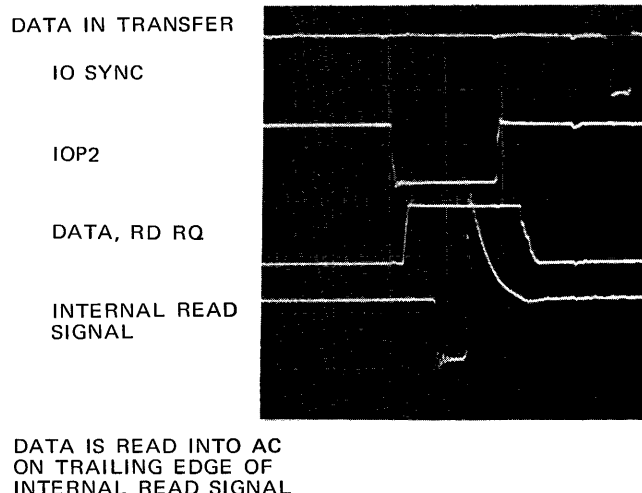 DATA IN TRANSFER
IO SYNC
IOP2
DATA, RD RQ
INTERNAL READ
SIGNAL
DATA IS READ INTO AC
ON TRAILING EDGE OF
INTERNAL READ SIGNAL